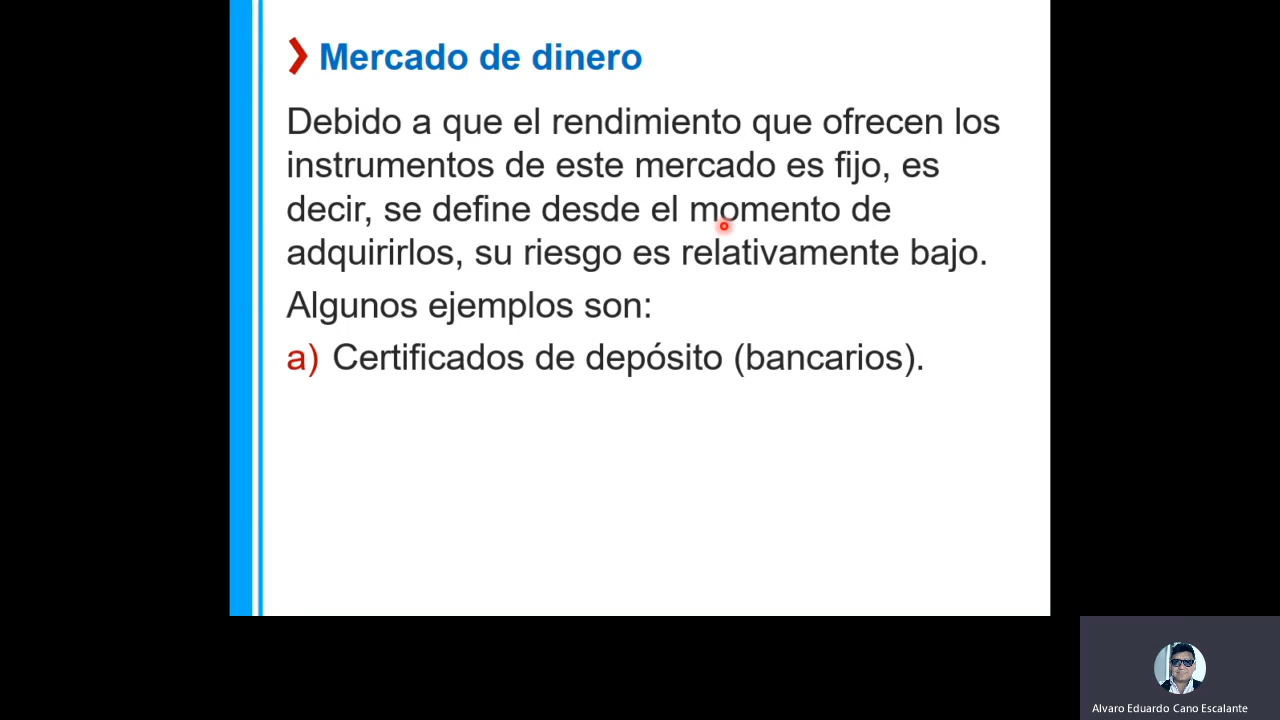 Mercado de dinero
Debido a que el rendimiento que ofrecen los
instrumentos de este mercado es fijo, es
decir, se define desde el momento de
adquirirlos, su riesgo es relativamente bajo.
Algunos ejemplos son:
a) Certificados de depósito (bancarios).
Alvaro Eduardo Cano Escalante